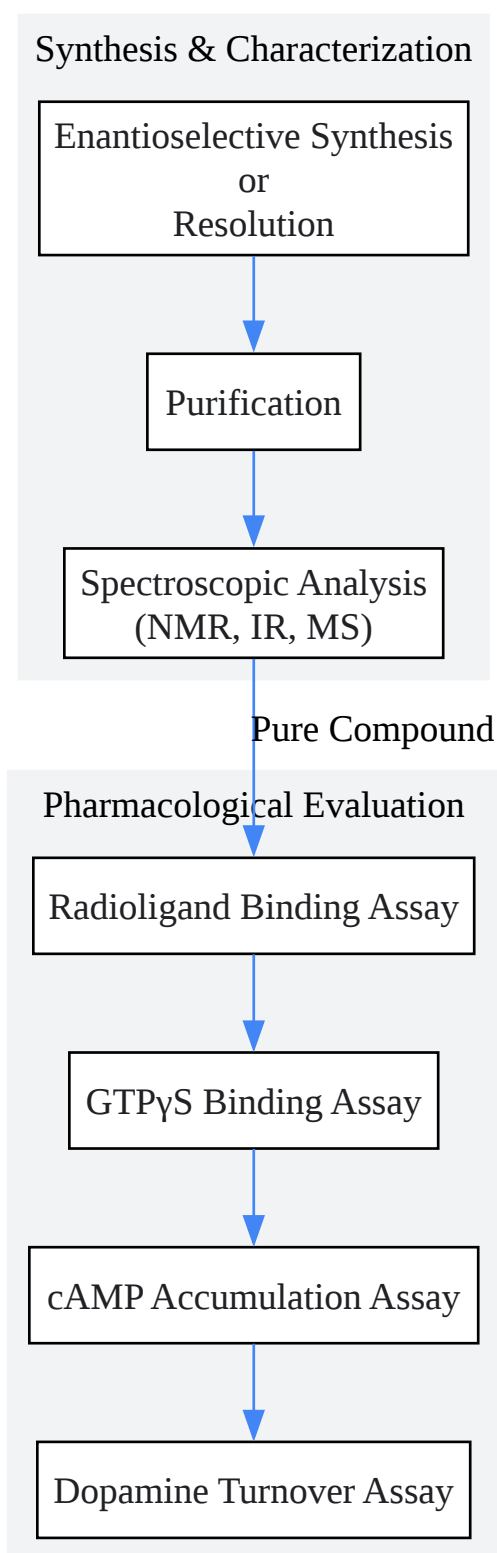 Synthesis & Characterization
Enantioselective Synthesis
or
Resolution
Purification
Spectroscopic Analysis
(NMR, IR, MS)
Pure Compound
Pharmacological Evaluation
Radioligand Binding Assay
GTPγS Binding Assay
cAMP Accumulation Assay
Dopamine Turnover Assay